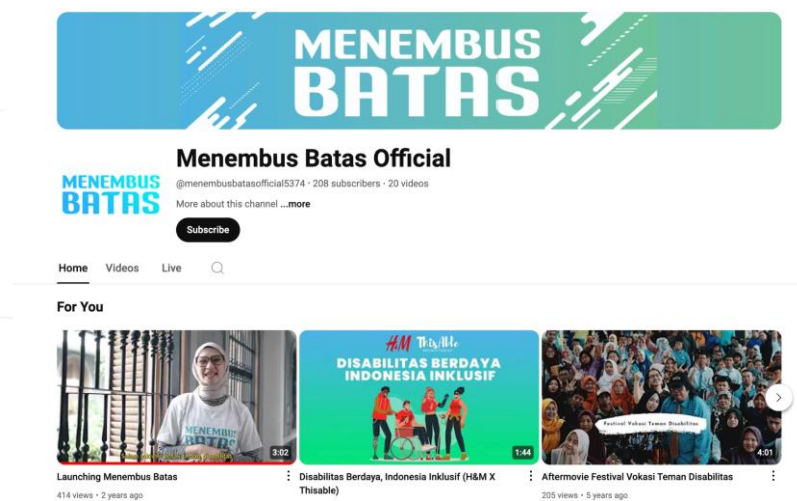 MENEMBUS
BATAS
Menembus Batas Official
MENEMBUS
BATAS
@menembusbatasofficial5374 · 208 subscribers · 20 videos
More about this channel ...more
Subscribe
Home Videos Live
For You
H&M ThisAble
DISABILITAS BERDAYA
INDONESIA INKLUSIF
MENEMBUS
BATAS
Festival Vokasi Teman Disabilitas
3:02
1:44
4:01
Launching Menembus Batas
414 views · 2 years ago
Disabilitas Berdaya, Indonesia Inklusif (H&M X
Thisable)
Aftermovie Festival Vokasi Teman Disabilitas
205 views · 5 years ago